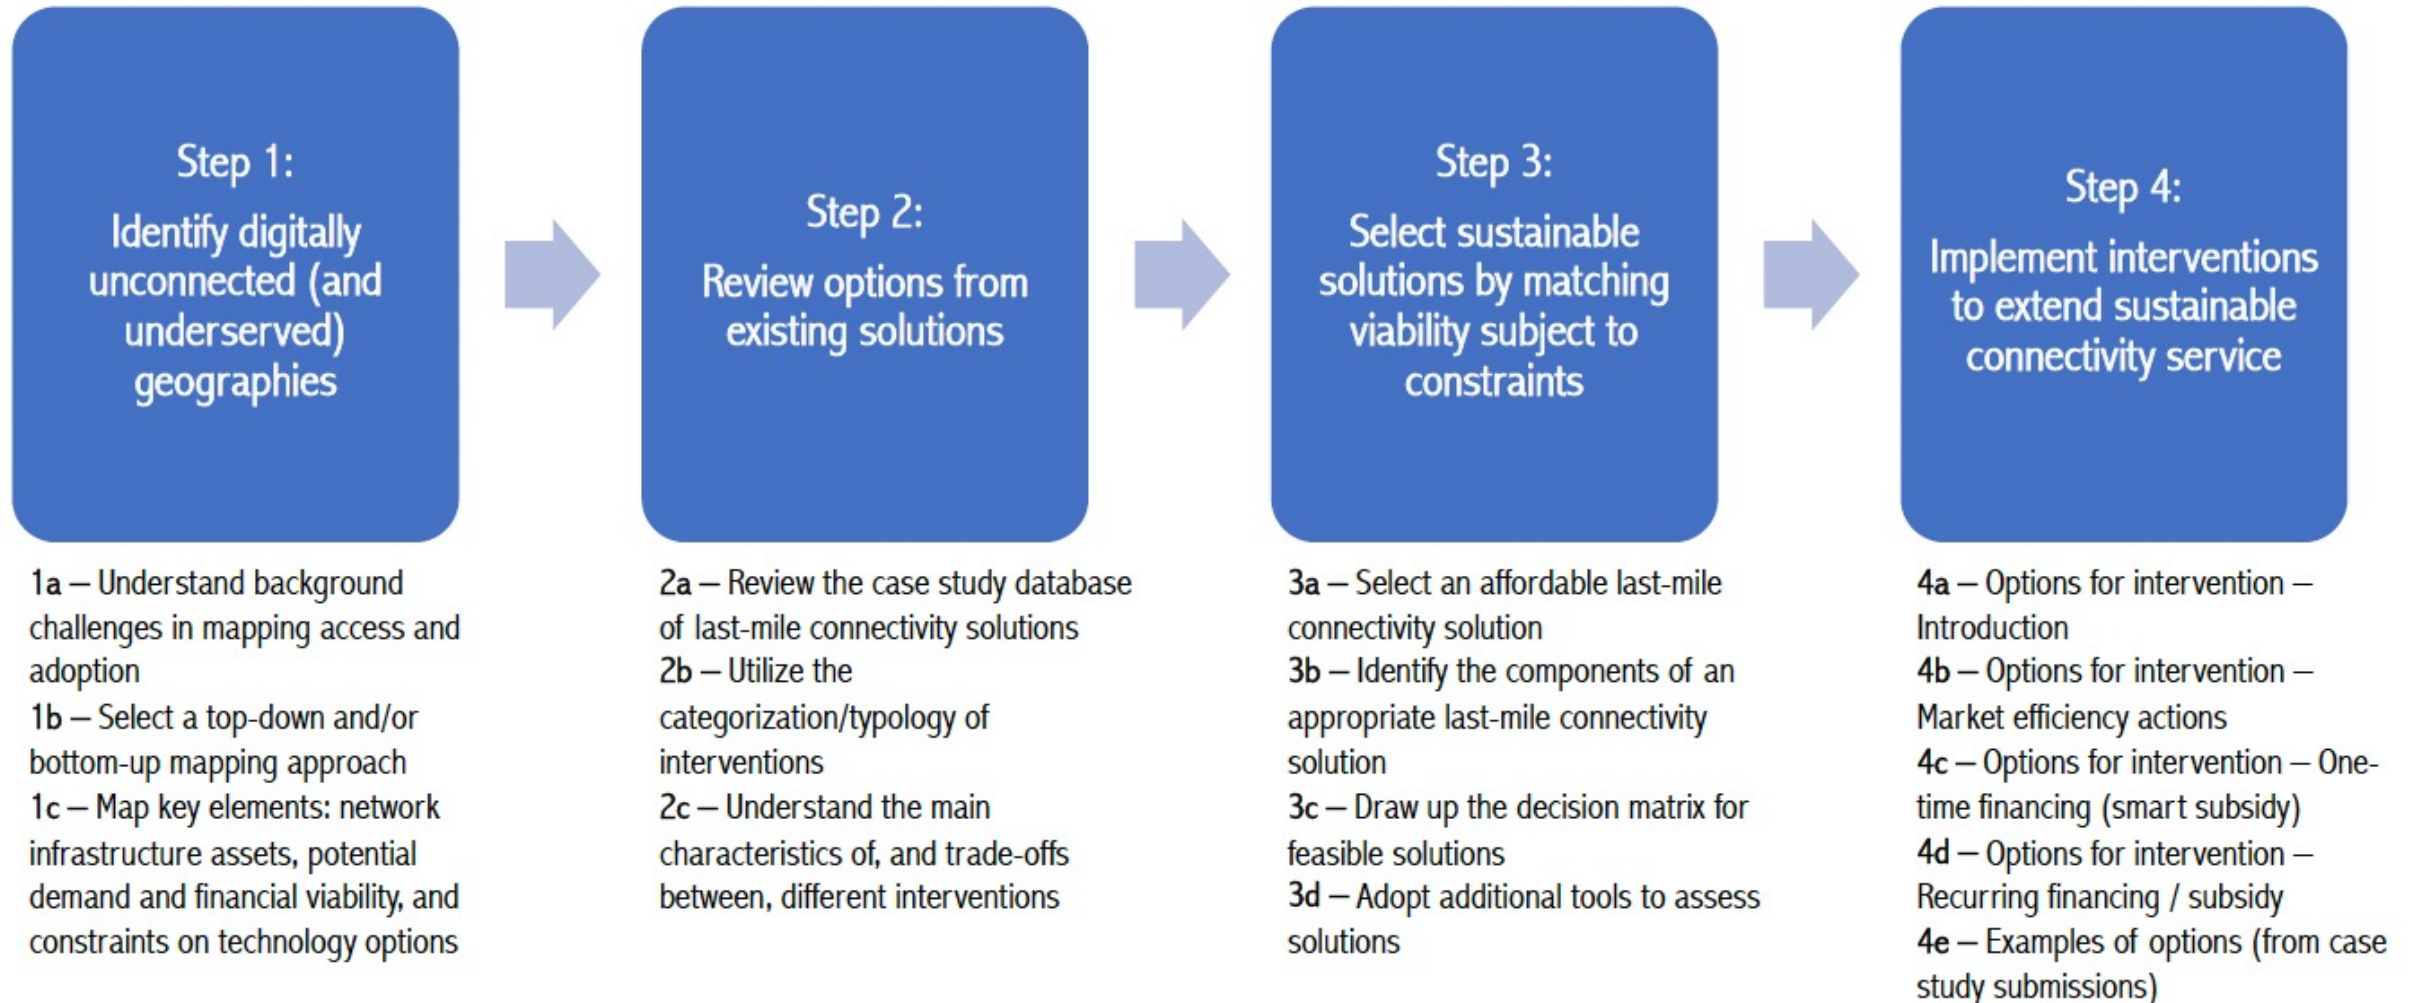 Step 1:
Identify digitally
unconnected (and
underserved)
geographies
Step 2:
Review options from
existing solutions
Step 3:
Select sustainable
solutions by matching
viability subject to
constraints
Step 4:
Implement interventions
to extend sustainable
connectivity service
1a – Understand background
challenges in mapping access and
adoption
1b – Select a top-down and/or
bottom-up mapping approach
1c – Map key elements: network
infrastructure assets, potential
demand and financial viability, and
constraints on technology options
2a – Review the case study database
of last-mile connectivity solutions
2b – Utilize the
categorization/typology of
interventions
2c – Understand the main
characteristics of, and trade-offs
between, different interventions
3a – Select an affordable last-mile
connectivity solution
3b – Identify the components of an
appropriate last-mile connectivity
solution
3c – Draw up the decision matrix for
feasible solutions
3d – Adopt additional tools to assess
solutions
4a – Options for intervention –
Introduction
4b – Options for intervention –
Market efficiency actions
4c – Options for intervention – One-
time financing (smart subsidy)
4d – Options for intervention –
Recurring financing / subsidy
4e – Examples of options (from case
study submissions)